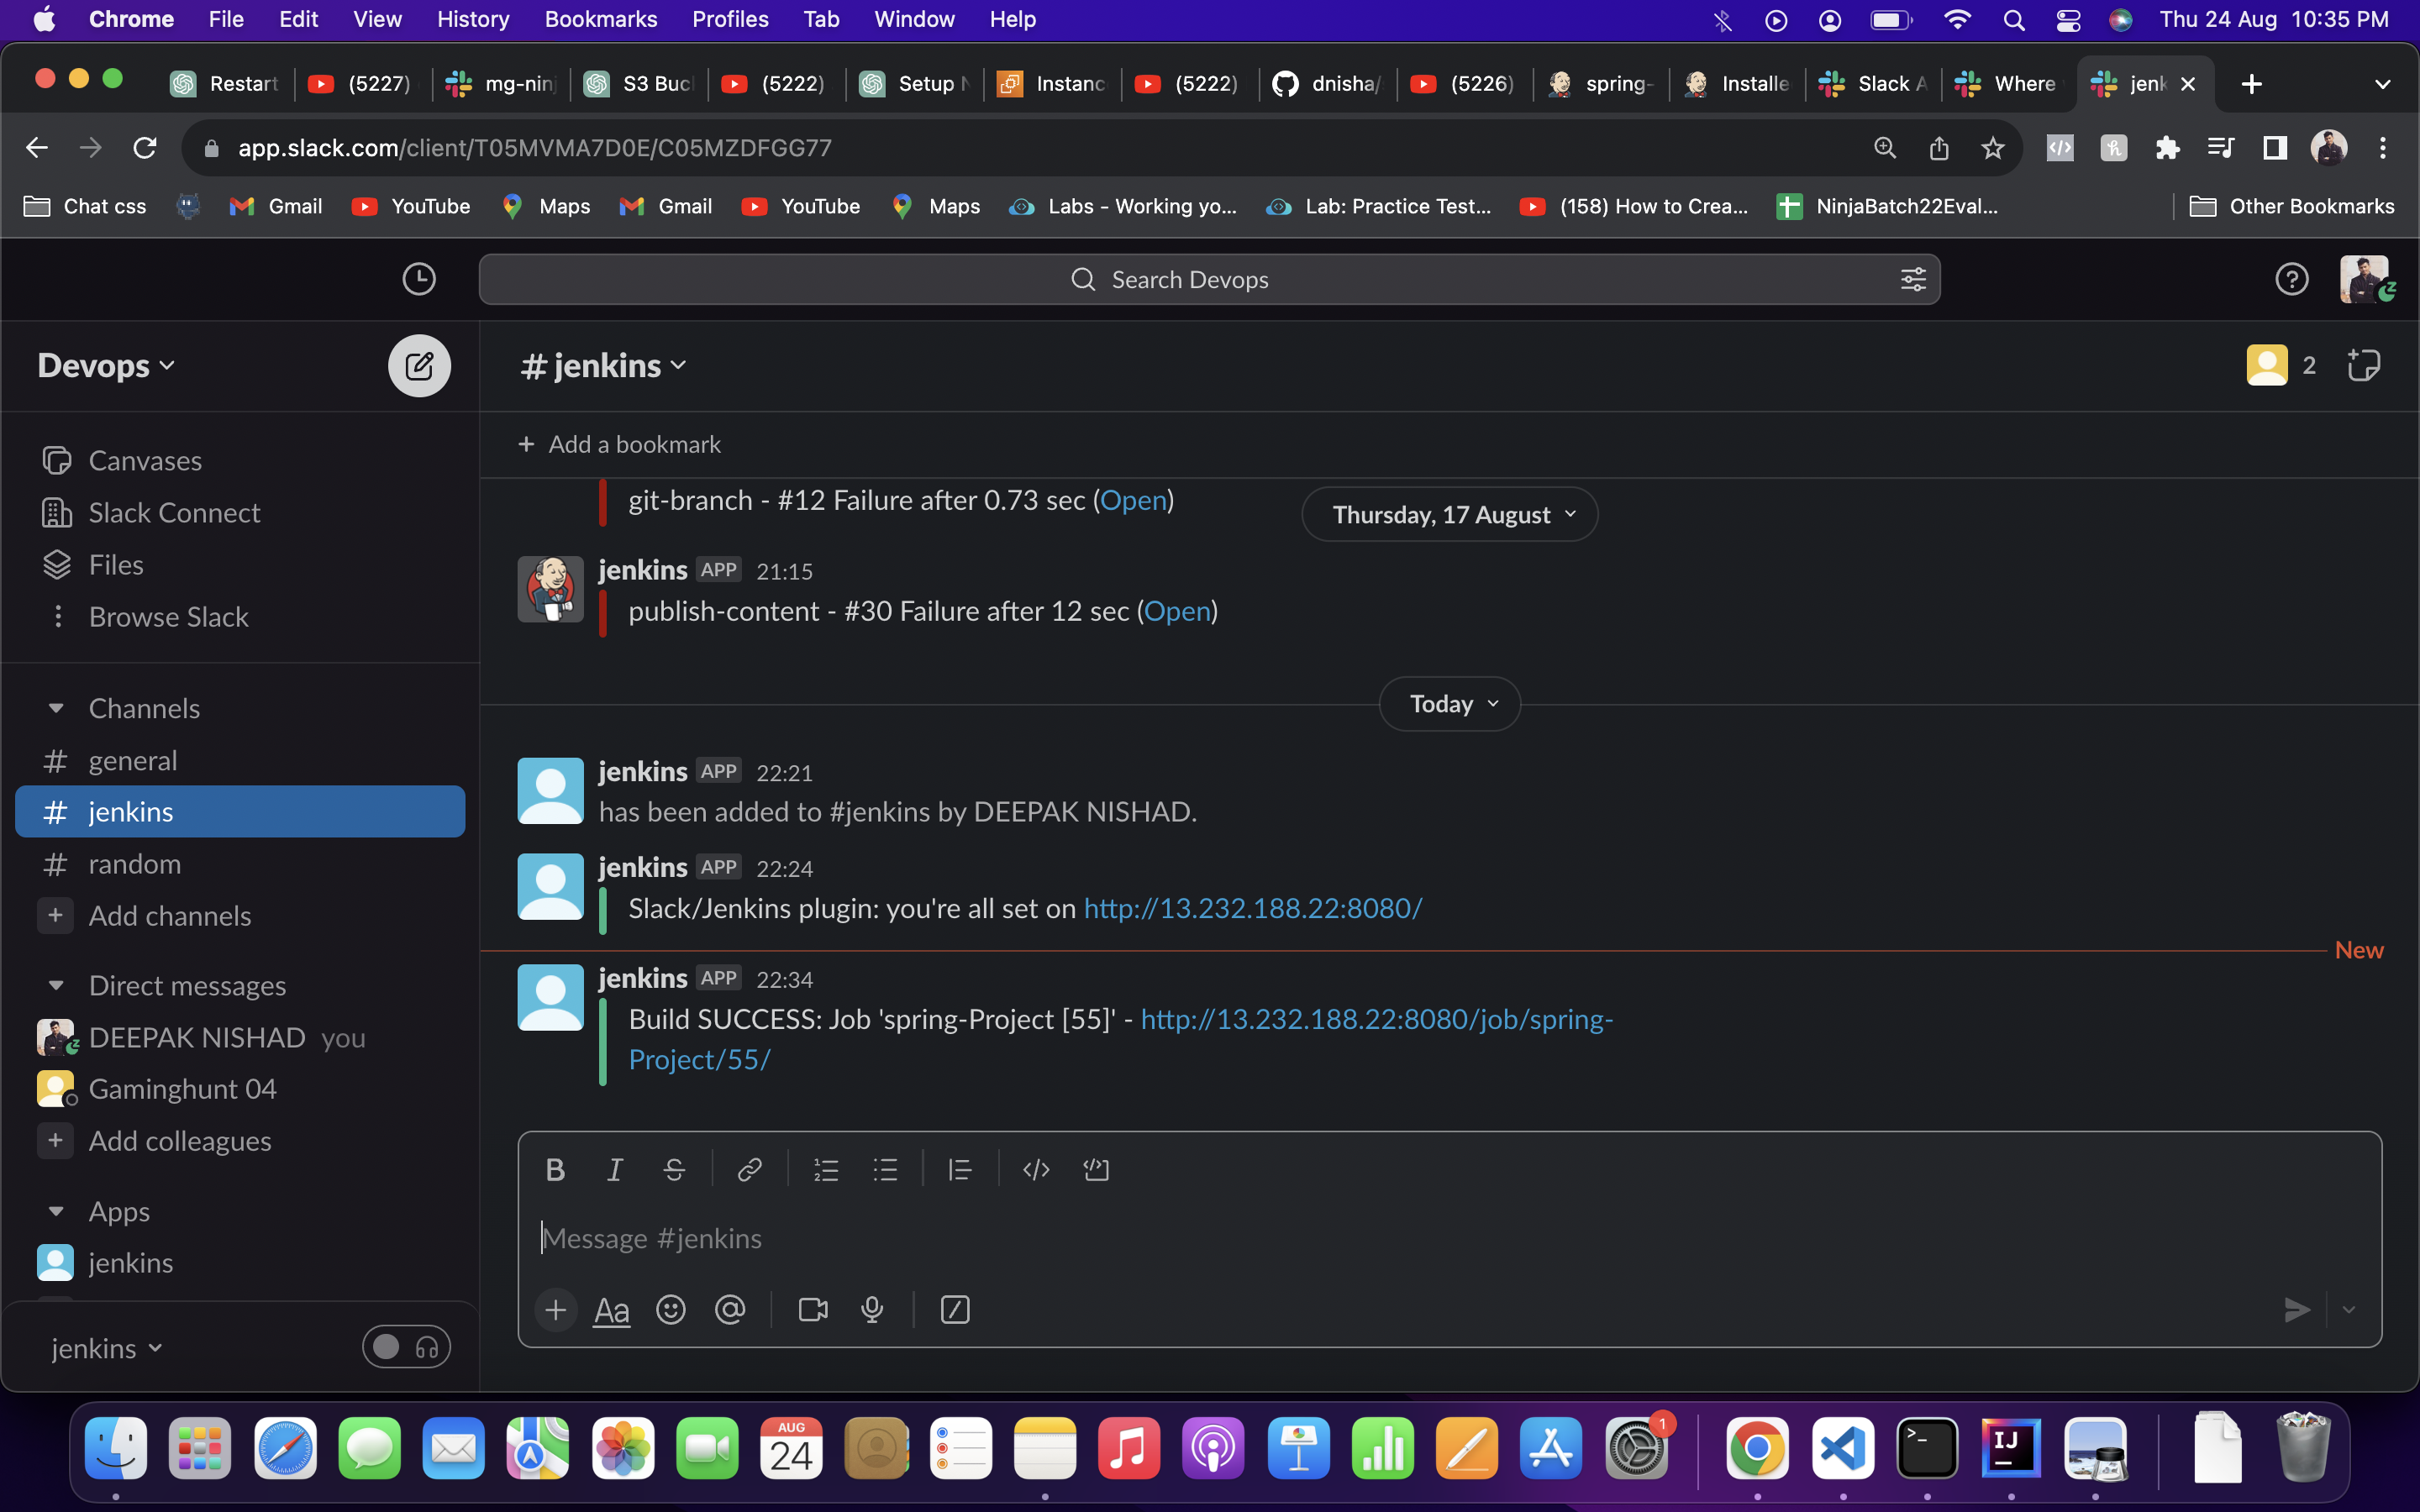 Chrome File Edit View History Bookmarks Profiles Tab Window Help Thu 24 Aug 10:35 PM
Restart (5227) mg-ninj S3 Buc (5222) Setup N Instanc (5222) dnisha/ (5226) spring- Installe Slack A Where jenk
app.slack.com/client/T05MVMA7D0E/C05MZDFGG77
Chat css Gmail YouTube Maps Gmail YouTube Maps Labs - Working yo... Lab: Practice Test... (158) How to Crea... NinjaBatch22Eval... Other Bookmarks
Search Devops
Devops
# jenkins
2
Canvases
Slack Connect
Files
Browse Slack
Channels
# general
# jenkins
# random
+ Add channels
Direct messages
DEEPAK NISHAD you
Gaminghunt 04
+ Add colleagues
Apps
jenkins
jenkins
+ Add a bookmark
git-branch - #12 Failure after 0.73 sec (Open)
Thursday, 17 August
jenkins APP 21:15
publish-content - #30 Failure after 12 sec (Open)
Today
jenkins APP 22:21
has been added to #jenkins by DEEPAK NISHAD.
jenkins APP 22:24
Slack/Jenkins plugin: you're all set on http://13.232.188.22:8080/
New
jenkins APP 22:34
Build SUCCESS: Job 'spring-Project [55]' - http://13.232.188.22:8080/job/spring-
Project/55/
B I S
Message #jenkins
+ Aa @
AUG
24
1
>_
IJ